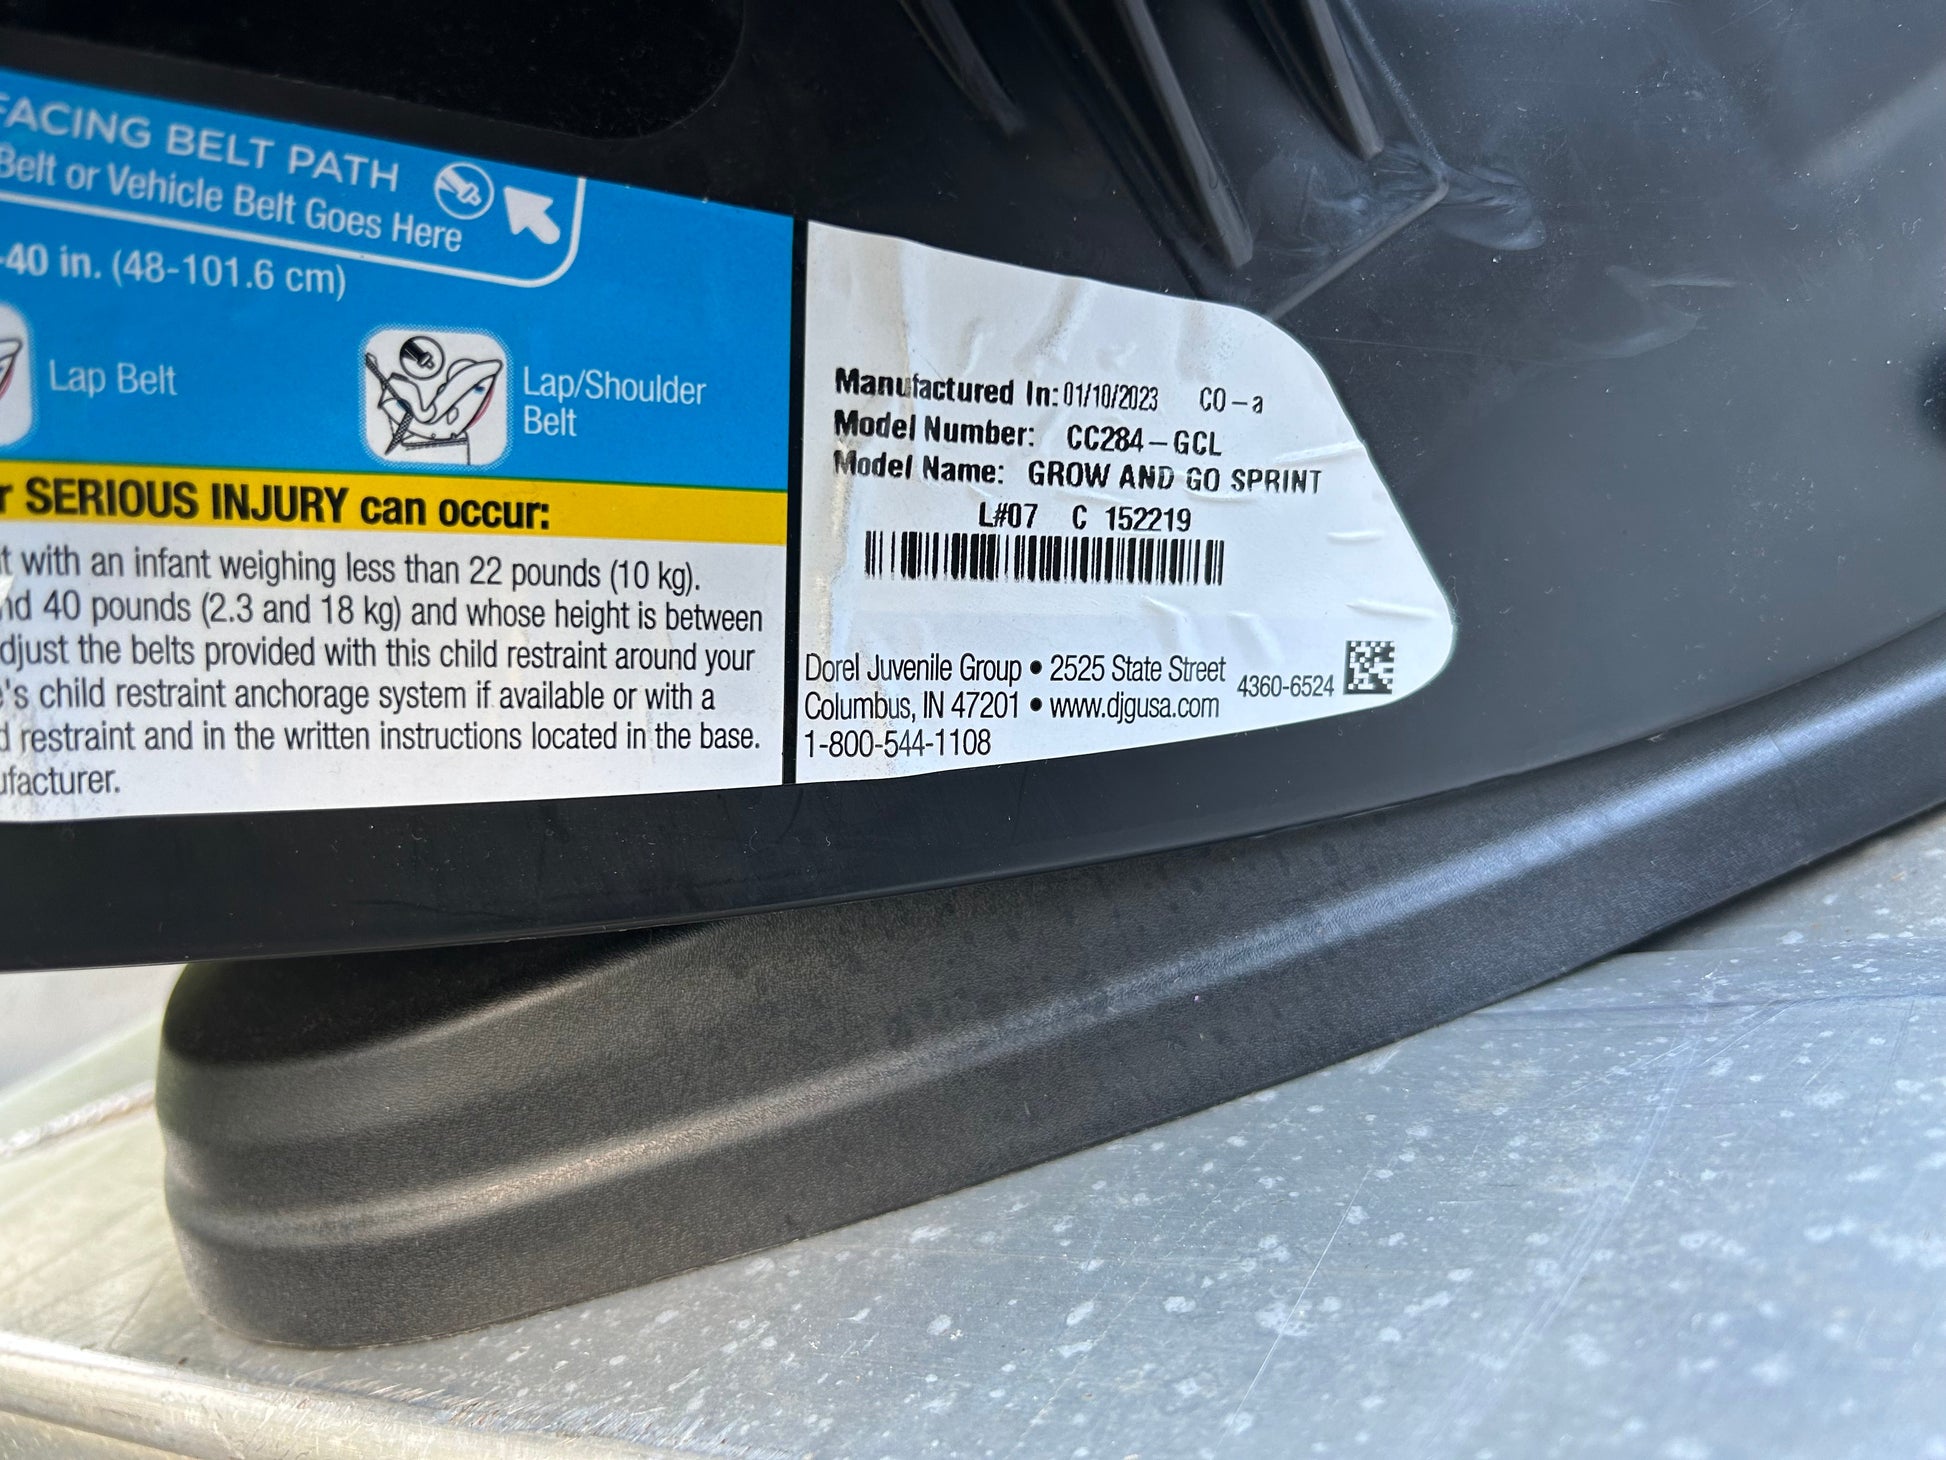 FACING BELT PATH
Belt or Vehicle Belt Goes Here
-40 in. (48-101.6 cm)
Lap Belt
Lap/Shoulder
Belt
r SERIOUS INJURY can occur:
t with an infant weighing less than 22 pounds (10 kg).
nd 40 pounds (2.3 and 18 kg) and whose height is between
djust the belts provided with this child restraint around your
's child restraint anchorage system if available or with a
d restraint and in the written instructions located in the base.
ufacturer.
Manufactured In: 01/10/2023 CO-a
Model Number: CC284-GCL
Model Name: GROW AND GO SPRINT
L#07 C 152219
Dorel Juvenile Group • 2525 State Street
Columbus, IN 47201 • www.djgusa.com
1-800-544-1108
4360-6524